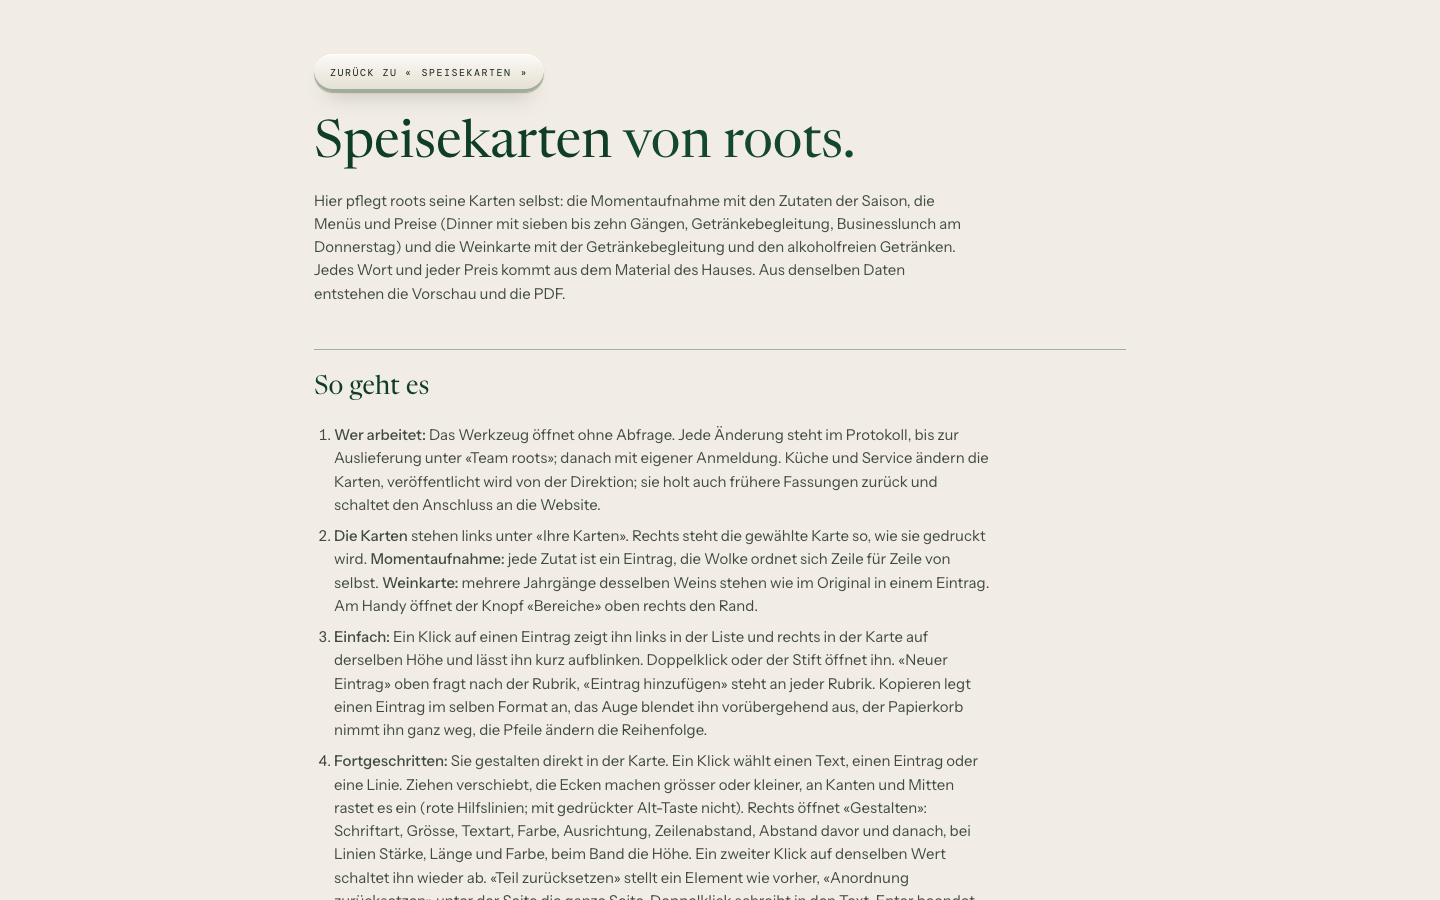 ZURÜCK ZU « SPEISEKARTEN »
Speisekarten von roots.
Hier pflegt roots seine Karten selbst: die Momentaufnahme mit den Zutaten der Saison, die
Menüs und Preise (Dinner mit sieben bis zehn Gängen, Getränkebegleitung, Businesslunch am
Donnerstag) und die Weinkarte mit der Getränkebegleitung und den alkoholfreien Getränken.
Jedes Wort und jeder Preis kommt aus dem Material des Hauses. Aus denselben Daten
entstehen die Vorschau und die PDF.
So geht es
1. Wer arbeitet: Das Werkzeug öffnet ohne Abfrage. Jede Änderung steht im Protokoll, bis zur
Auslieferung unter «Team roots»; danach mit eigener Anmeldung. Küche und Service ändern die
Karten, veröffentlicht wird von der Direktion; sie holt auch frühere Fassungen zurück und
schaltet den Anschluss an die Website.
2. Die Karten stehen links unter «Ihre Karten». Rechts steht die gewählte Karte so, wie sie gedruckt
wird. Momentaufnahme: jede Zutat ist ein Eintrag, die Wolke ordnet sich Zeile für Zeile von
selbst. Weinkarte: mehrere Jahrgänge desselben Weins stehen wie im Original in einem Eintrag.
Am Handy öffnet der Knopf «Bereiche» oben rechts den Rand.
3. Einfach: Ein Klick auf einen Eintrag zeigt ihn links in der Liste und rechts in der Karte auf
derselben Höhe und lässt ihn kurz aufblinken. Doppelklick oder der Stift öffnet ihn. «Neuer
Eintrag» oben fragt nach der Rubrik, «Eintrag hinzufügen» steht an jeder Rubrik. Kopieren legt
einen Eintrag im selben Format an, das Auge blendet ihn vorübergehend aus, der Papierkorb
nimmt ihn ganz weg, die Pfeile ändern die Reihenfolge.
4. Fortgeschritten: Sie gestalten direkt in der Karte. Ein Klick wählt einen Text, einen Eintrag oder
eine Linie. Ziehen verschiebt, die Ecken machen grösser oder kleiner, an Kanten und Mitten
rastet es ein (rote Hilfslinien; mit gedrückter Alt-Taste nicht). Rechts öffnet «Gestalten»:
Schriftart, Grösse, Textart, Farbe, Ausrichtung, Zeilenabstand, Abstand davor und danach, bei
Linien Stärke, Länge und Farbe, beim Band die Höhe. Ein zweiter Klick auf denselben Wert
schaltet ihn wieder ab. «Teil zurücksetzen» stellt ein Element wie vorher, «Anordnung
zurücksetzen» unter der Seite die ganze Seite. Doppelklick schreibt in den Text, Enter beendet